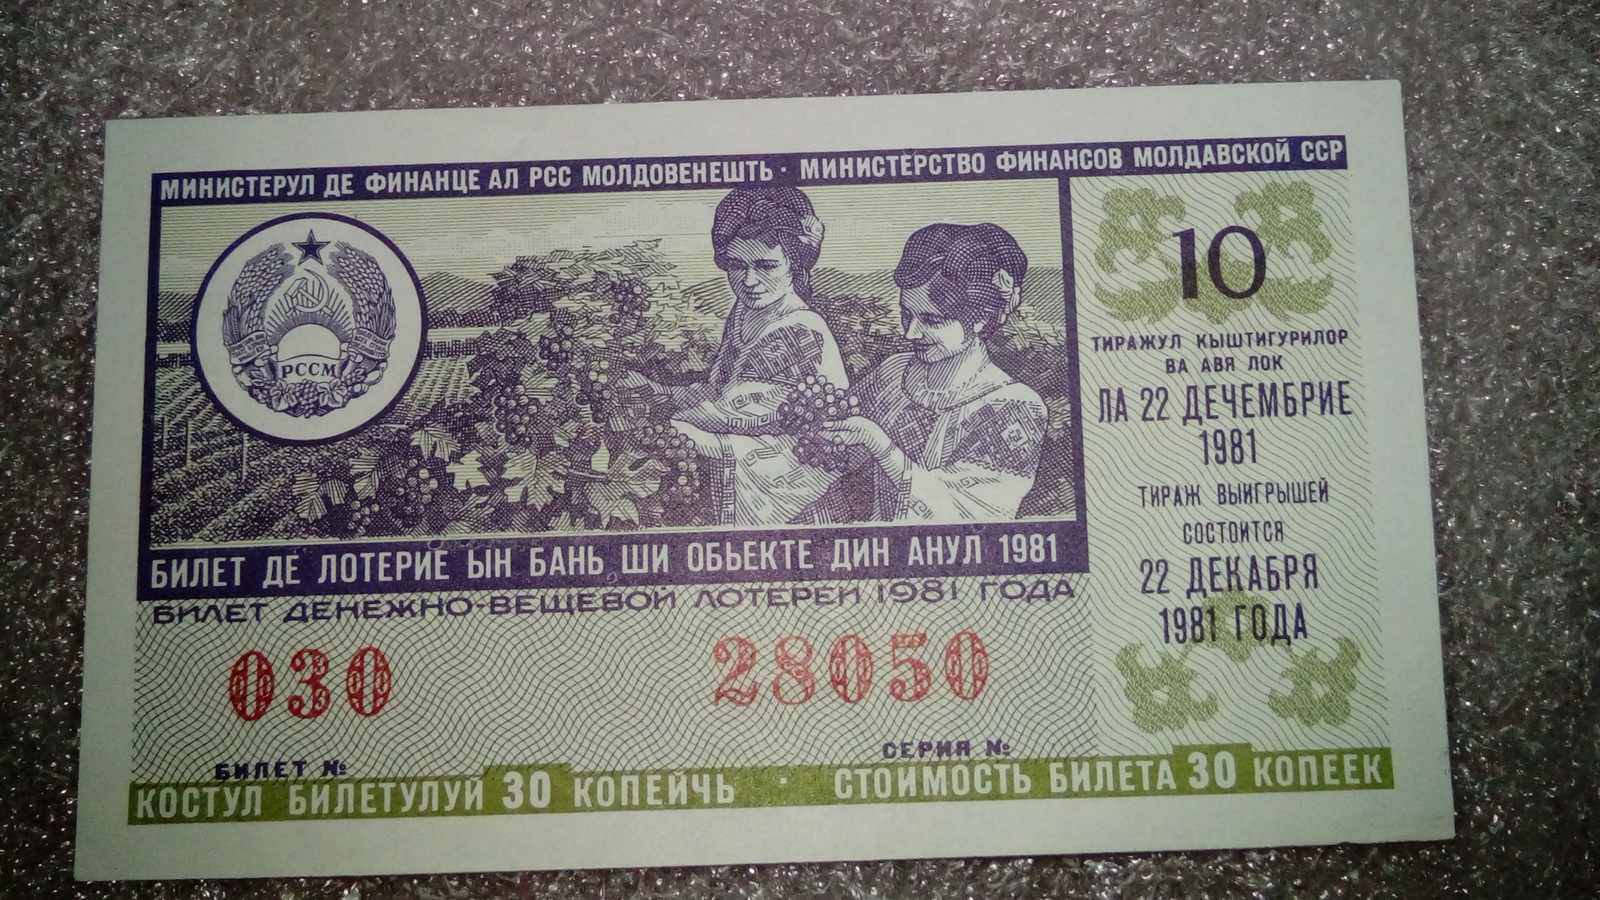 МИНИСТЕРУЛ ДЕ ФИНАНЦЕ АЛ РСС МОЛДОВЕНЕШТЬ · МИНИСТЕРСТВО ФИНАНСОВ МОЛДАВСКОЙ ССР
РССМ
10
ТИРАЖУЛ КЫШТИГУРИЛОР
ВА АВЯ ЛОК
ЛА 22 ДЕЧЕМБРИЕ
1981
ТИРАЖ ВЫИГРЫШЕЙ
СОСТОИТСЯ
22 ДЕКАБРЯ
1981 ГОДА
БИЛЕТ ДЕ ЛОТЕРИЕ ЫН БАНЬ ШИ ОБЬЕКТЕ ДИН АНУЛ 1981
БИЛЕТ ДЕНЕЖНО-ВЕЩЕВОЙ ЛОТЕРЕИ 1981 ГОДА
030 28050
БИЛЕТ № СЕРИЯ №
КОСТУЛ БИЛЕТУЛУЙ 30 КОПЕЙЧЬ · СТОИМОСТЬ БИЛЕТА 30 КОПЕЕК